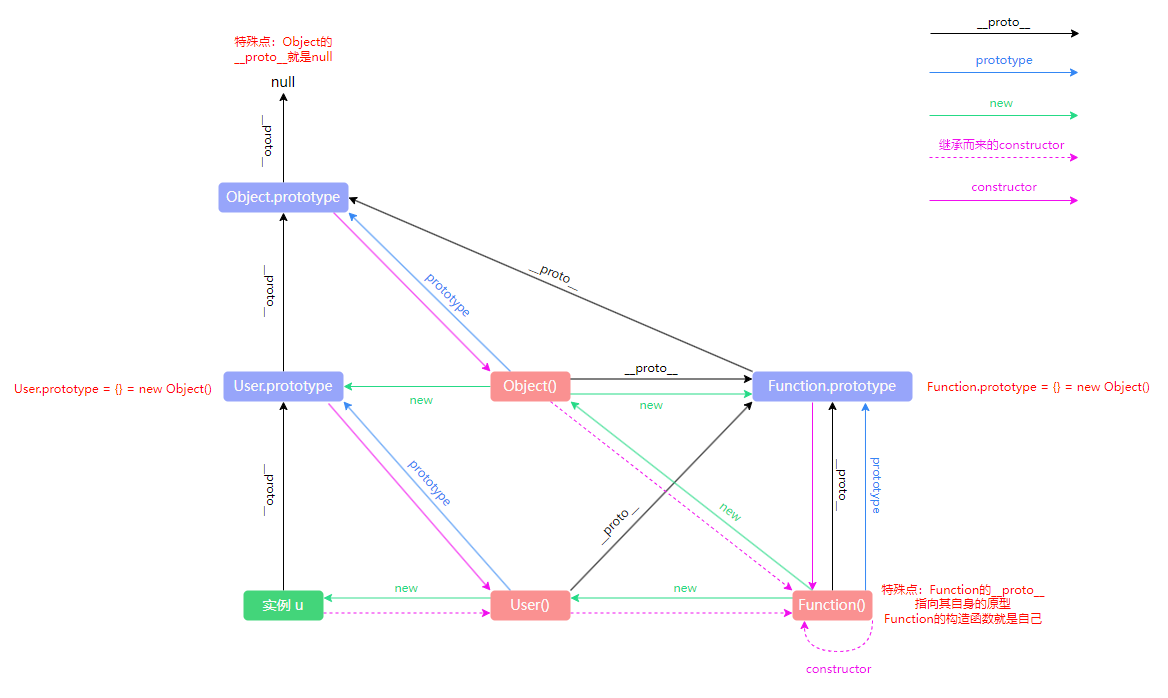 特殊点：Object的
__proto__就是null
null
__proto__
prototype
new
继承而来的constructor
constructor
__proto__
Object.prototype
__proto__
prototype
__proto__
User.prototype = {} = new Object()
User.prototype
new
Object()
__proto__
new
Function.prototype
Function.prototype = {} = new Object()
__proto__
prototype
__proto__
new
__proto__
prototype
实例 u
new
User()
new
Function()
特殊点：Function的__proto__
指向其自身的原型
Function的构造函数就是自己
constructor